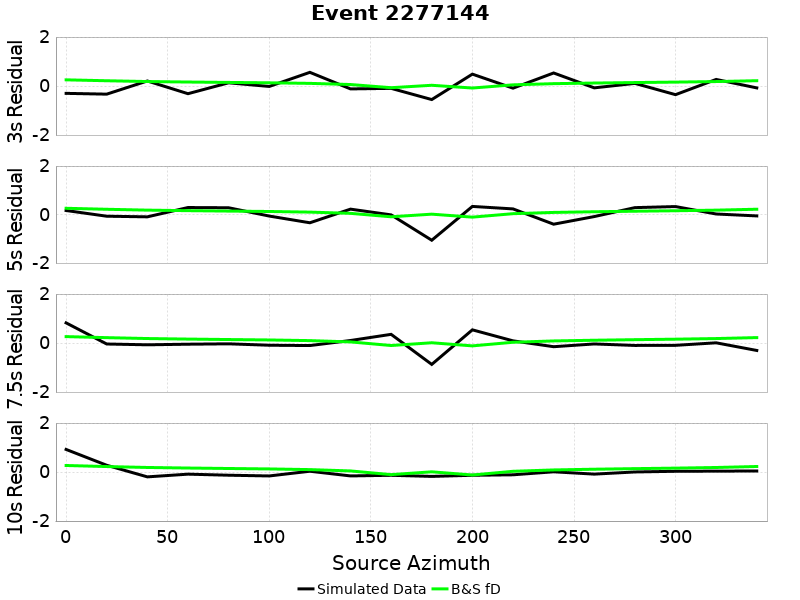 Event 2277144
3s Residual
2
0
-2
5s Residual
2
0
-2
7.5s Residual
2
0
-2
10s Residual
2
0
-2
0 50 100 150 200 250 300
Source Azimuth
Simulated Data B&S fD